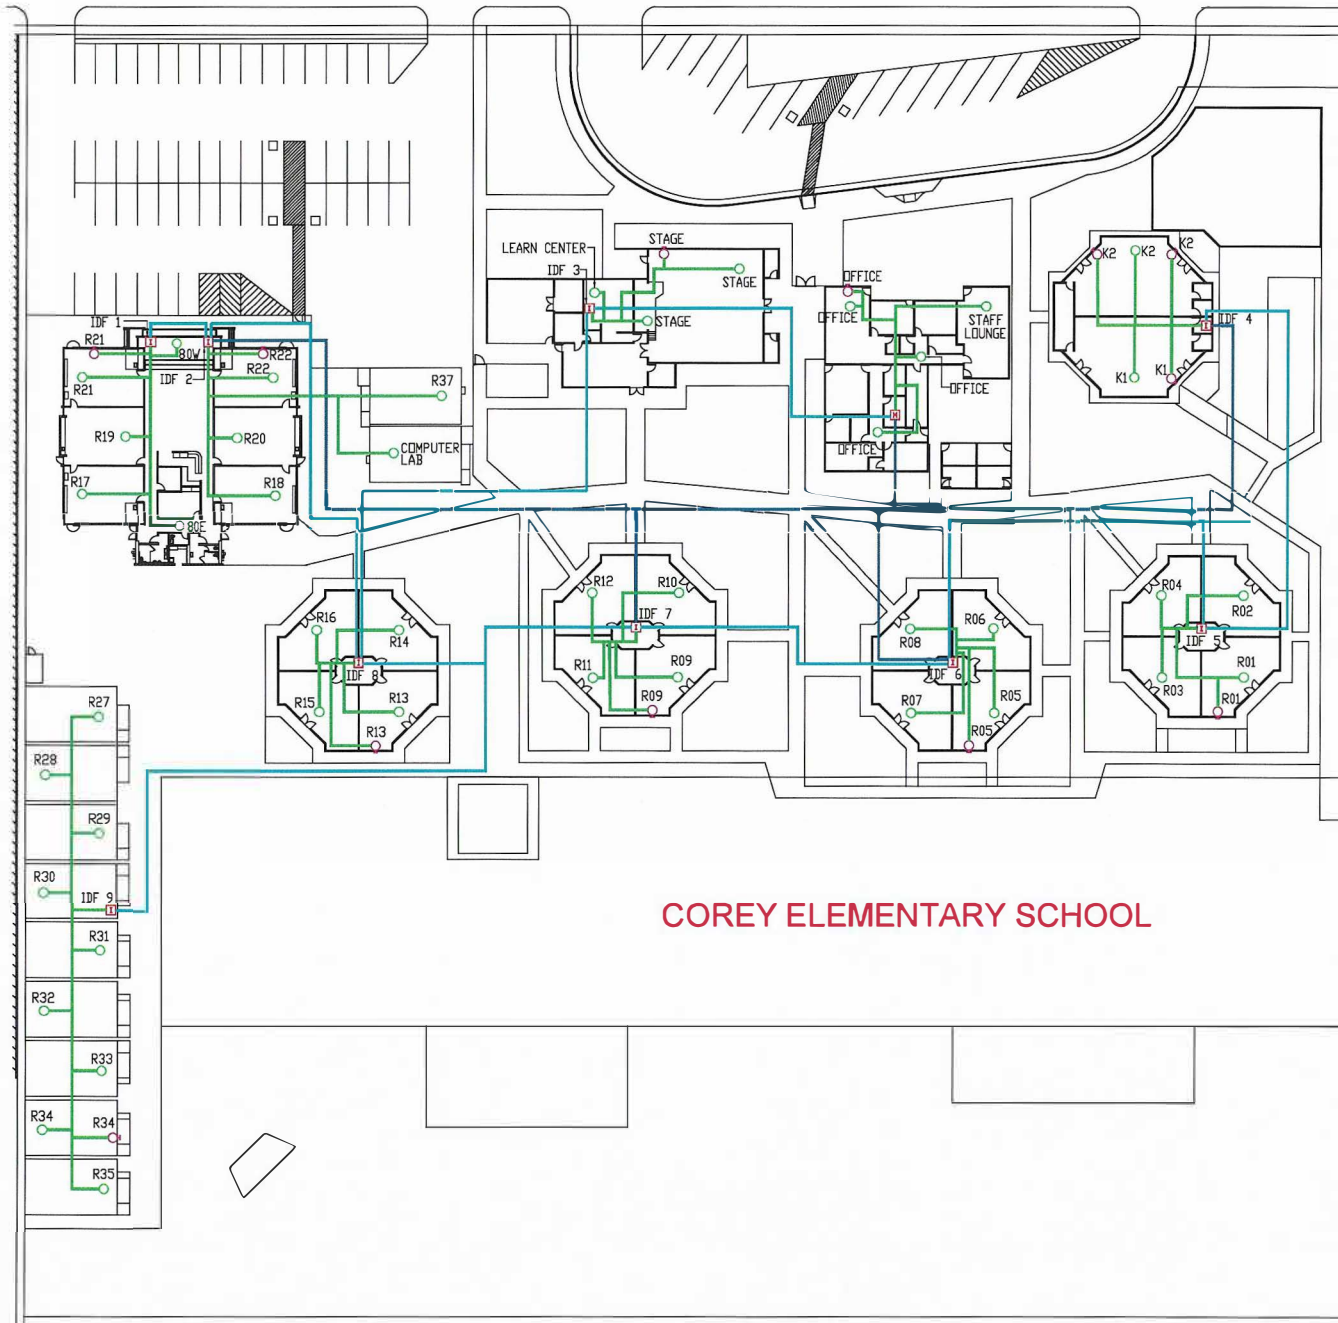 STAGE
LEARN CENTER
IDF 3
STAGE
STAGE
OFFICE
OFFICE
STAFF
LOUNGE
OFFICE
OFFICE
K2
K2
K2
IDF 4
K1
K1
IDF 1
R21
80W
R22
IDF 2
R22
R21
R37
R19
R20
COMPUTER
LAB
R17
R18
80E
R16
R14
IDF 8
R15
R13
R13
R12
R10
IDF 7
R11
R09
R09
R06
R08
IDF 6
R07
R05
R05
R04
R02
IDF 5
R03
R01
R01
R27
R28
R29
R30
IDF 9
R31
R32
R33
R34
R34
R35
I
I
I
M
I
I
I
I
I
I
COREY ELEMENTARY SCHOOL